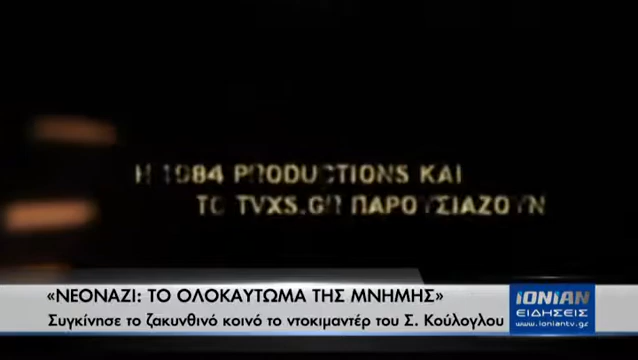 Η 1984 PRODUCTIONS ΚΑΙ
ΤΟ TVXS.GR ΠΑΡΟΥΣΙΑΖΟΥΝ
«ΝΕΟΝΑΖΙ: ΤΟ ΟΛΟΚΑΥΤΩΜΑ ΤΗΣ ΜΝΗΜΗΣ»
Συγκίνησε το ζακυνθινό κοινό το ντοκιμαντέρ του Σ. Κούλογλου
IONIAN
ΕΙΔΗΣΕΙΣ
www.ioniantv.gr